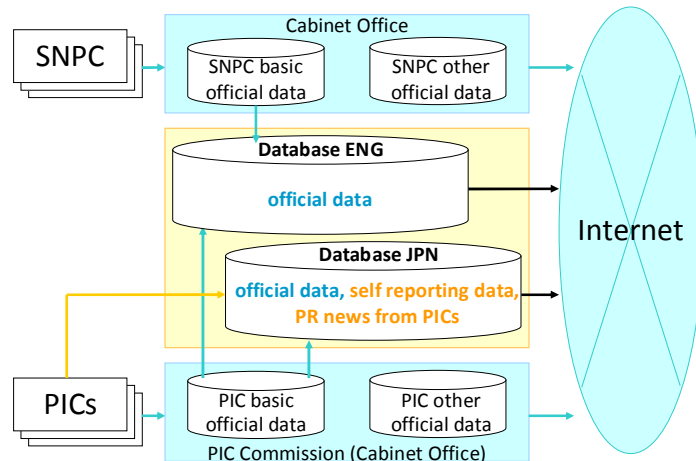 Cabinet Office
SNPC
SNPC basic
official data
SNPC other
official data
Database ENG
official data
Internet
Database JPN
official data, self reporting data,
PR news from PICs
PICs
PIC basic
official data
PIC other
official data
PIC Commission (Cabinet Office)